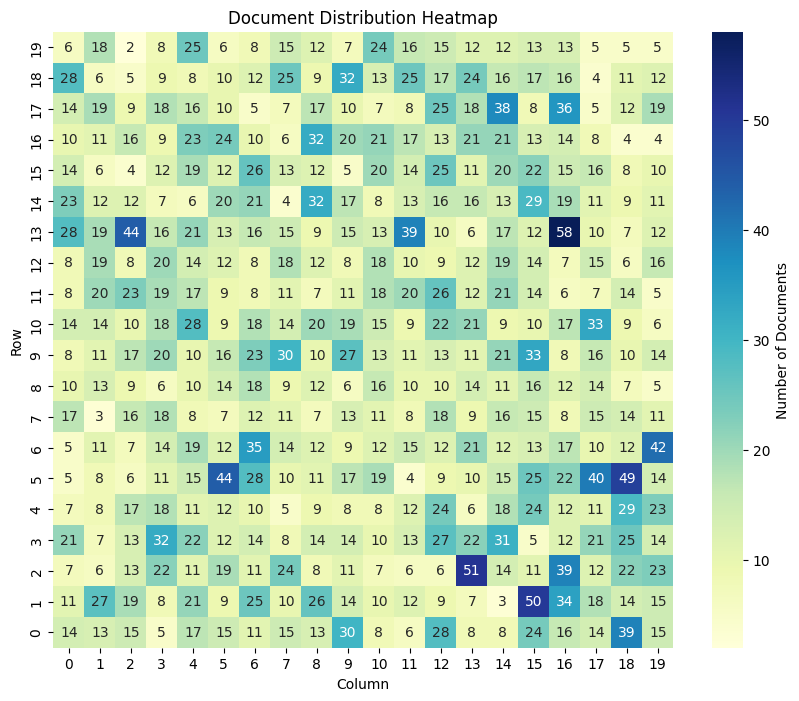 Document Distribution Heatmap
19 6 18 2 8 25 6 8 15 12 7 24 16 15 12 12 13 13 5 5 5
18 28 6 5 9 8 10 12 25 9 32 13 25 17 24 16 17 16 4 11 12
17 14 19 9 18 16 10 5 7 17 10 7 8 25 18 38 8 36 5 12 19
16 10 11 16 9 23 24 10 6 32 20 21 17 13 21 21 13 14 8 4 4
15 14 6 4 12 19 12 26 13 12 5 20 14 25 11 20 22 15 16 8 10
14 23 12 12 7 6 20 21 4 32 17 8 13 16 16 13 29 19 11 9 11
13 28 19 44 16 21 13 16 15 9 15 13 39 10 6 17 12 58 10 7 12
12 8 19 8 20 14 12 8 18 12 8 18 10 9 12 19 14 7 15 6 16
11 8 20 23 19 17 9 8 11 7 11 18 20 26 12 21 14 6 7 14 5
10 14 14 10 18 28 9 18 14 20 19 15 9 22 21 9 10 17 33 9 6
9 8 11 17 20 10 16 23 30 10 27 13 11 13 11 21 33 8 16 10 14
8 10 13 9 6 10 14 18 9 12 6 16 10 10 14 11 16 12 14 7 5
7 17 3 16 18 8 7 12 11 7 13 11 8 18 9 16 15 8 15 14 11
6 5 11 7 14 19 12 35 14 12 9 12 15 12 21 12 13 17 10 12 42
5 5 8 6 11 15 44 28 10 11 17 19 4 9 10 15 25 22 40 49 14
4 7 8 17 18 11 12 10 5 9 8 8 12 24 6 18 24 12 11 29 23
3 21 7 13 32 22 12 14 8 14 14 10 13 27 22 31 5 12 21 25 14
2 7 6 13 22 11 19 11 24 8 11 7 6 6 51 14 11 39 12 22 23
1 11 27 19 8 21 9 25 10 26 14 10 12 9 7 3 50 34 18 14 15
0 14 13 15 5 17 15 11 15 13 30 8 6 28 8 8 24 16 14 39 15
0 1 2 3 4 5 6 7 8 9 10 11 12 13 14 15 16 17 18 19
Column
Row
50
40
30
20
10
Number of Documents